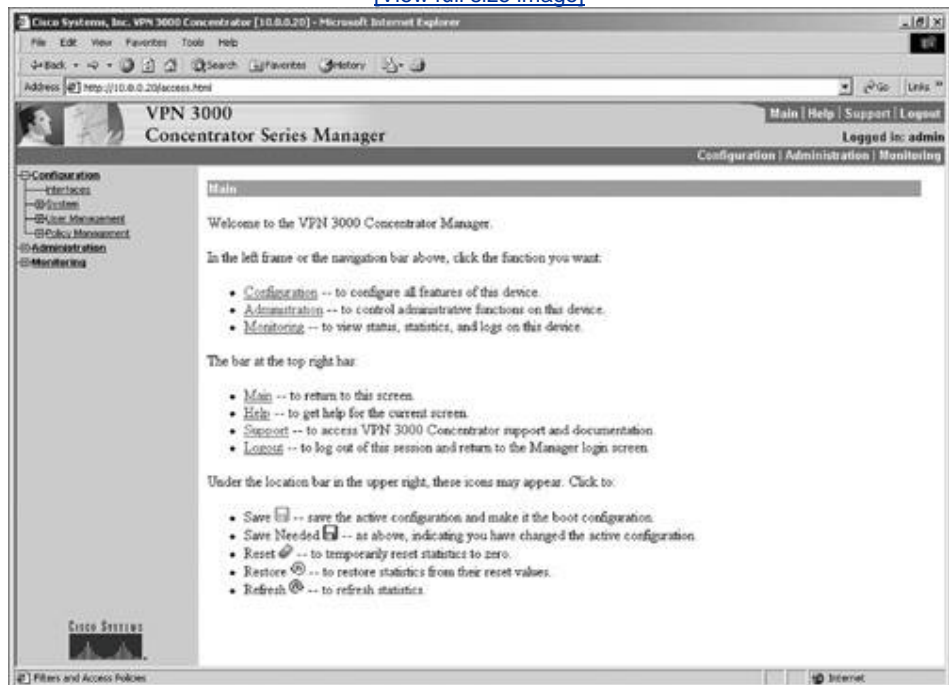 [View full size image]
Cisco Systems, Inc. VPN 3000 Concentrator [10.0.0.20] - Microsoft Internet Explorer
File Edit View Favorites Tools Help
Back Search Favorites History
Address http://10.0.0.20/access.html Go Links »
VPN 3000
Concentrator Series Manager
Main | Help | Support | Logout
Logged in: admin
Configuration | Administration | Monitoring
Configuration
Interfaces
System
User Management
Policy Management
Administration
Monitoring
Main
Welcome to the VPN 3000 Concentrator Manager.
In the left frame or the navigation bar above, click the function you want:
• Configuration -- to configure all features of this device.
• Administration -- to control administrative functions on this device.
• Monitoring -- to view status, statistics, and logs on this device.
The bar at the top right has:
• Main -- to return to this screen.
• Help -- to get help for the current screen.
• Support -- to access VPN 3000 Concentrator support and documentation.
• Logout -- to log out of this session and return to the Manager login screen.
Under the location bar in the upper right, these icons may appear. Click to:
• Save -- save the active configuration and make it the boot configuration.
• Save Needed -- as above, indicating you have changed the active configuration.
• Reset -- to temporarily reset statistics to zero.
• Restore -- to restore statistics from their reset values.
• Refresh -- to refresh statistics.
CISCO SYSTEMS
Filters and Access Policies
Internet